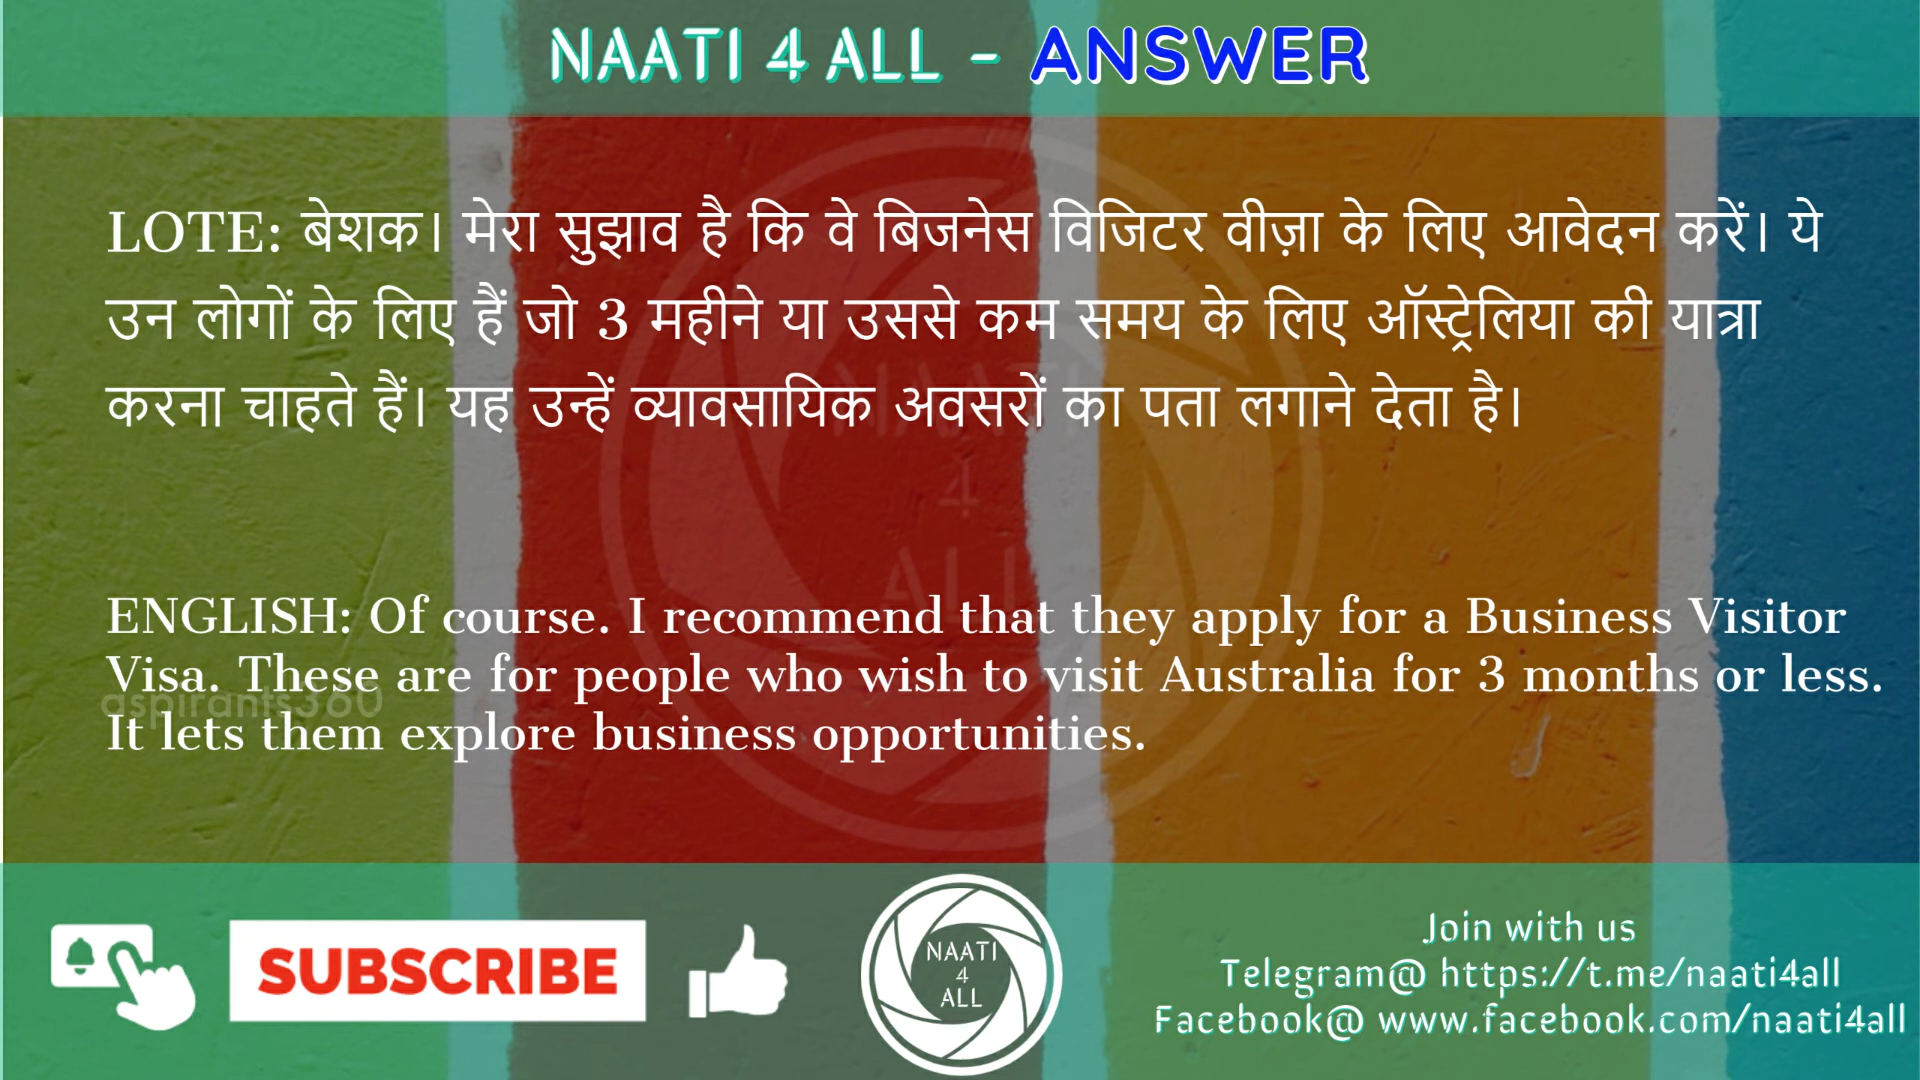 NAATI 4 ALL - ANSWER
LOTE: बेशक। मेरा सुझाव है कि वे बिजनेस विजिटर वीज़ा के लिए आवेदन करें। ये
उन लोगों के लिए हैं जो 3 महीने या उससे कम समय के लिए ऑस्ट्रेलिया की यात्रा
करना चाहते हैं। यह उन्हें व्यावसायिक अवसरों का पता लगाने देता है।
NAATI
4
ALL
ENGLISH: Of course. I recommend that they apply for a Business Visitor
Visa. These are for people who wish to visit Australia for 3 months or less.
aspirants360
It lets them explore business opportunities.
SUBSCRIBE
NAATI
4
ALL
Join with us
Telegram@ https://t.me/naati4all
Facebook@ www.facebook.com/naati4all